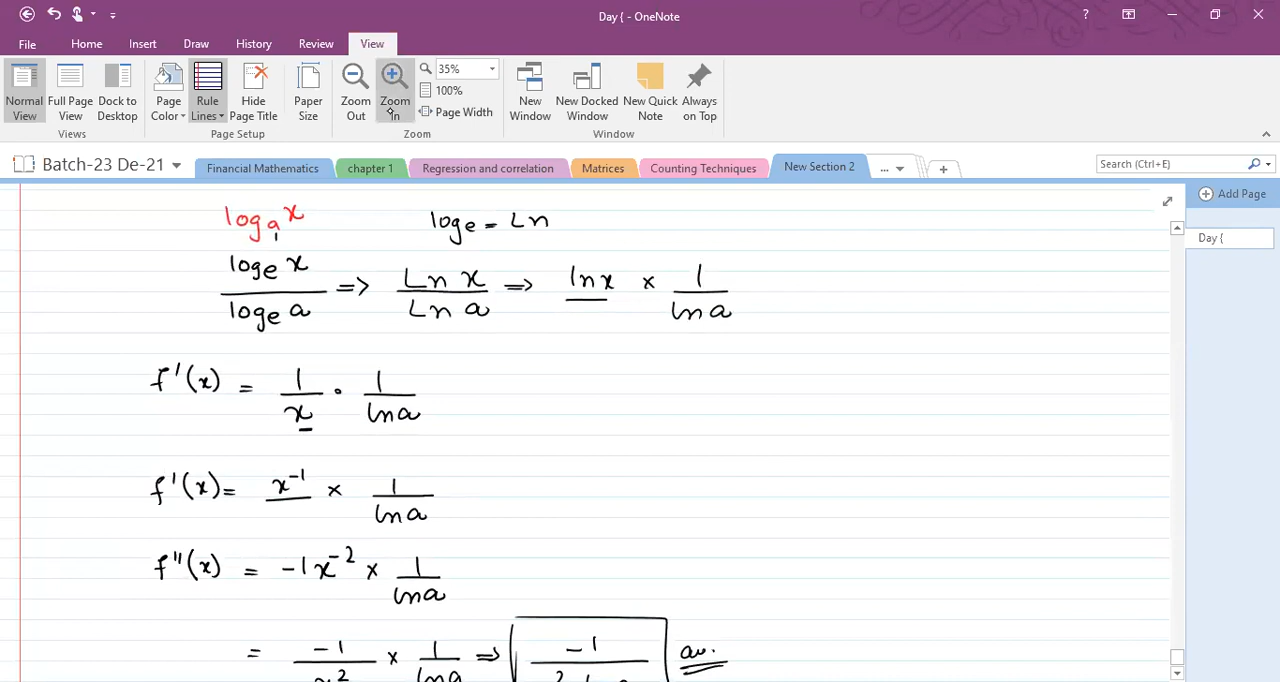 Day { - OneNote
?
File Home Insert Draw History Review View
Normal View
Full Page View
Dock to Desktop
Page Color
Rule Lines
Hide Page Title
Paper Size
Zoom Out
Zoom In
35%
100%
Page Width
New Window
New Docked Window
New Quick Note
Always on Top
Views Page Setup Zoom Window
Batch-23 De-21 Financial Mathematics chapter 1 Regression and correlation Matrices Counting Techniques New Section 2 ... + Search (Ctrl+E)
Add Page
Day {
logₐ x logₑ = Ln
logₑ x / logₑ a => Ln x / Ln a => ln x × 1 / ln a
f'(x) = 1/x · 1/ln a
f'(x) = x⁻¹ × 1/ln a
f''(x) = -1x⁻² × 1/ln a
= -1/x² × 1/ln a => -1 / ans.